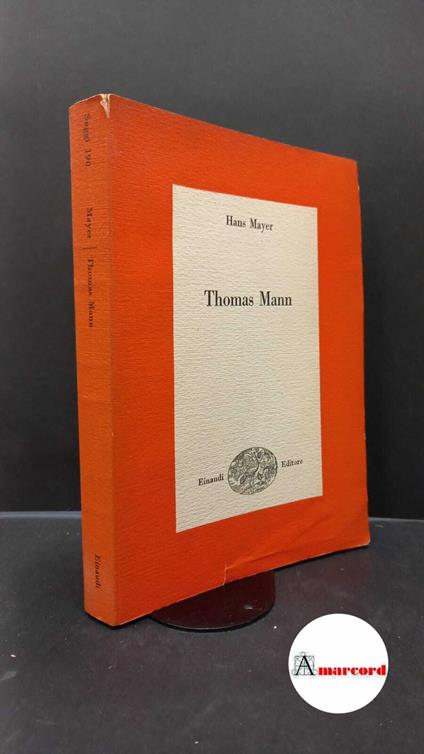 Saggi 190
Mayer
Thomas Mann
Einaudi
Hans Mayer
Thomas Mann
Einaudi Editore
Amarcord